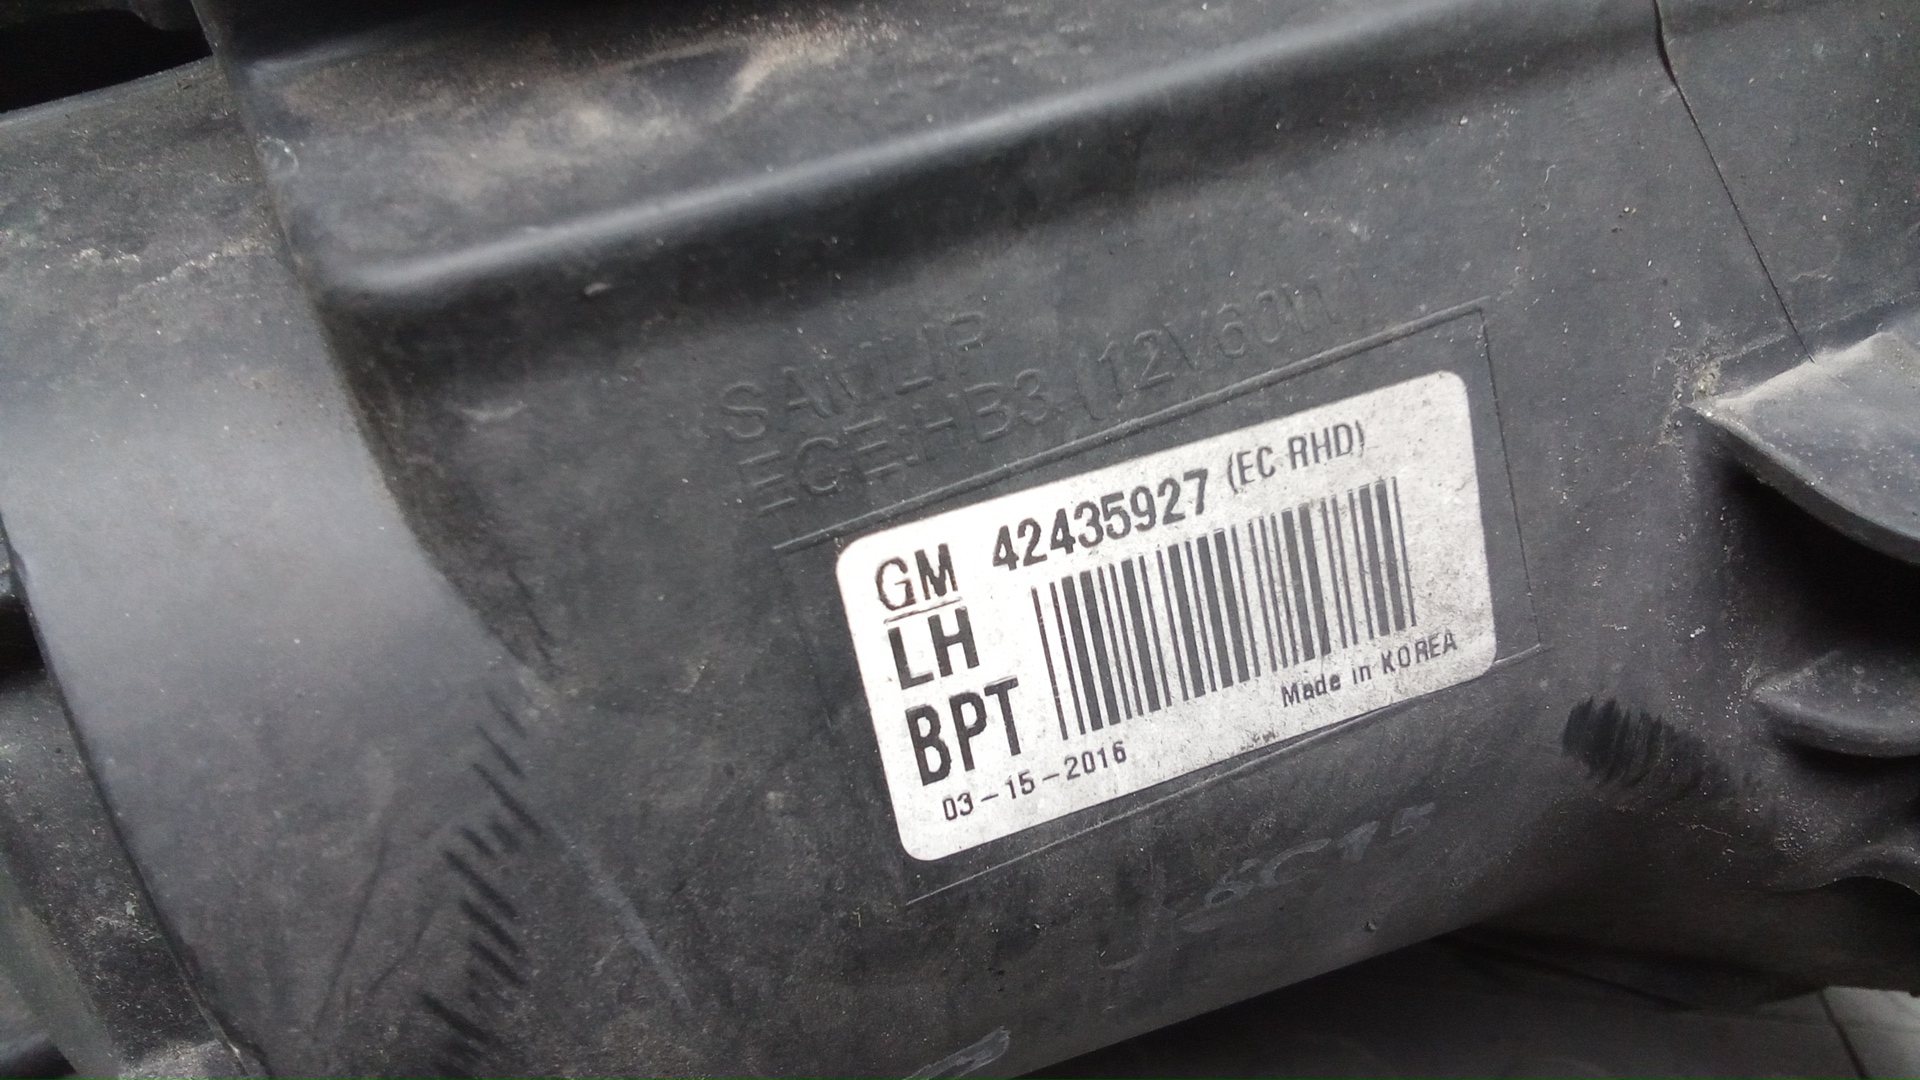 SAMLIP
ECE:HB3 (12V60W)
GM 42435927 (EC RHD)
LH
BPT
Made in KOREA
03-15-2016